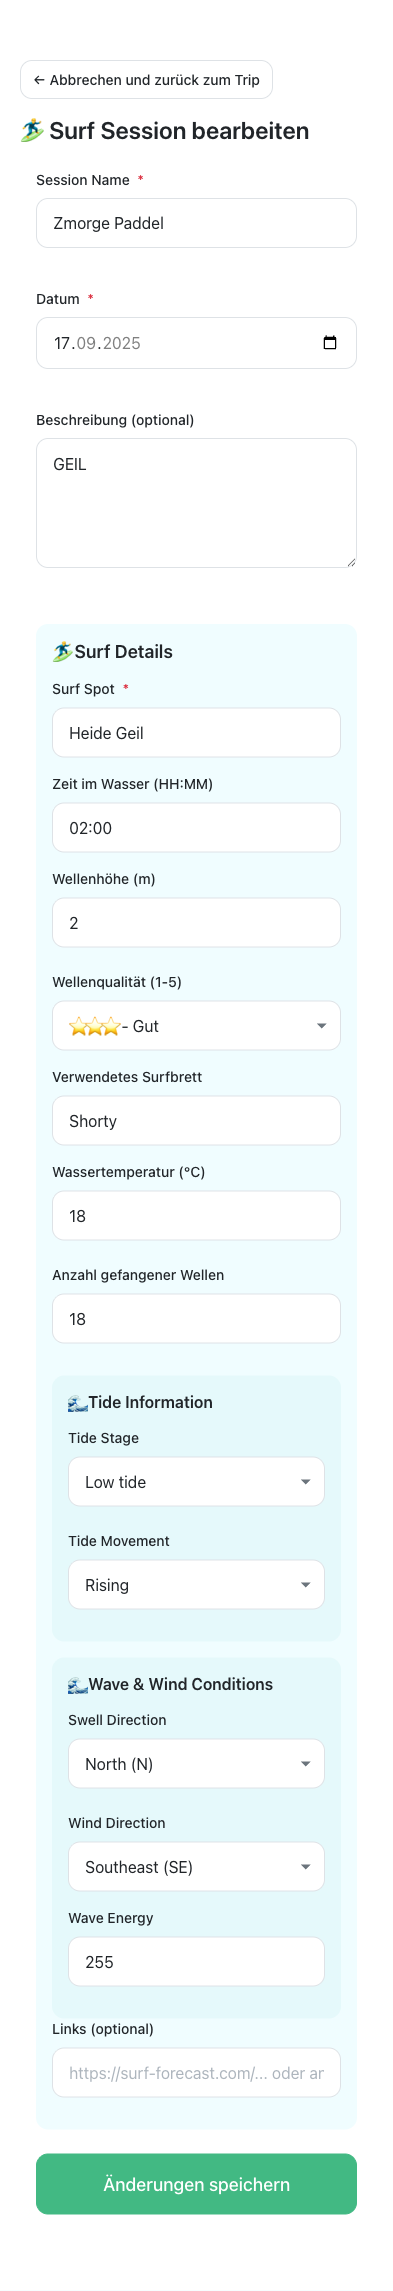 ← Abbrechen und zurück zum Trip
🏄 Surf Session bearbeiten
Session Name *
Zmorge Paddel
Datum *
17.09.2025
Beschreibung (optional)
GEIL
🏄Surf Details
Surf Spot *
Heide Geil
Zeit im Wasser (HH:MM)
02:00
Wellenhöhe (m)
2
Wellenqualität (1-5)
⭐⭐⭐- Gut
Verwendetes Surfbrett
Shorty
Wassertemperatur (°C)
18
Anzahl gefangener Wellen
18
🌊Tide Information
Tide Stage
Low tide
Tide Movement
Rising
🌊Wave & Wind Conditions
Swell Direction
North (N)
Wind Direction
Southeast (SE)
Wave Energy
255
Links (optional)
https://surf-forecast.com/... oder ar
Änderungen speichern